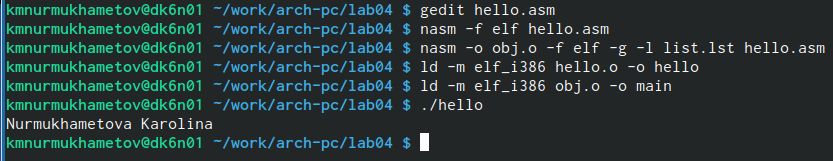 kmnurmukhametov@dk6n01 ~/work/arch-pc/lab04 $ gedit hello.asm
kmnurmukhametov@dk6n01 ~/work/arch-pc/lab04 $ nasm -f elf hello.asm
kmnurmukhametov@dk6n01 ~/work/arch-pc/lab04 $ nasm -o obj.o -f elf -g -l list.lst hello.asm
kmnurmukhametov@dk6n01 ~/work/arch-pc/lab04 $ ld -m elf_i386 hello.o -o hello
kmnurmukhametov@dk6n01 ~/work/arch-pc/lab04 $ ld -m elf_i386 obj.o -o main
kmnurmukhametov@dk6n01 ~/work/arch-pc/lab04 $ ./hello
Nurmukhametova Karolina
kmnurmukhametov@dk6n01 ~/work/arch-pc/lab04 $